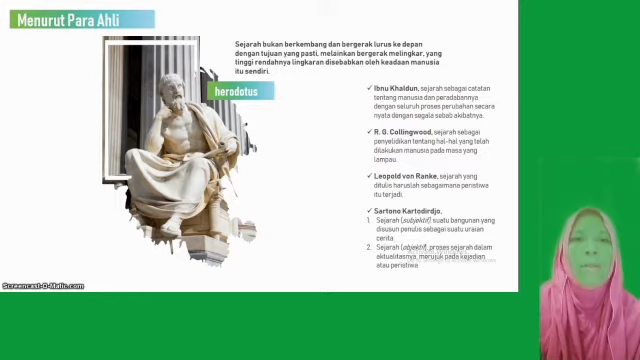 Menurut Para Ahli
Sejarah bukan berkembang dan bergerak lurus ke depan
dengan tujuan yang pasti, melainkan bergerak melingkar, yang
tinggi rendahnya lingkaran disebabkan oleh keadaan manusia
itu sendiri.
herodotus
✓ Ibnu Khaldun, sejarah sebagai catatan
tentang manusia dan peradabannya
dengan seluruh proses perubahan secara
nyata dengan segala sebab akibatnya.
✓ R. G. Collingwood, sejarah sebagai
penyelidikan tentang hal-hal yang telah
dilakukan manusia pada masa yang
lampau.
✓ Leopold von Ranke, sejarah yang
ditulis haruslah sebagaimana peristiwa
itu terjadi.
✓ Sartono Kartodirdjo,
1. Sejarah (subjektif) suatu bangunan yang
disusun penulis sebagai suatu uraian
cerita
2. Sejarah (objektif), proses sejarah dalam
aktualitasnya, merujuk pada kejadian
atau peristiwa
Screencast-O-Matic.com